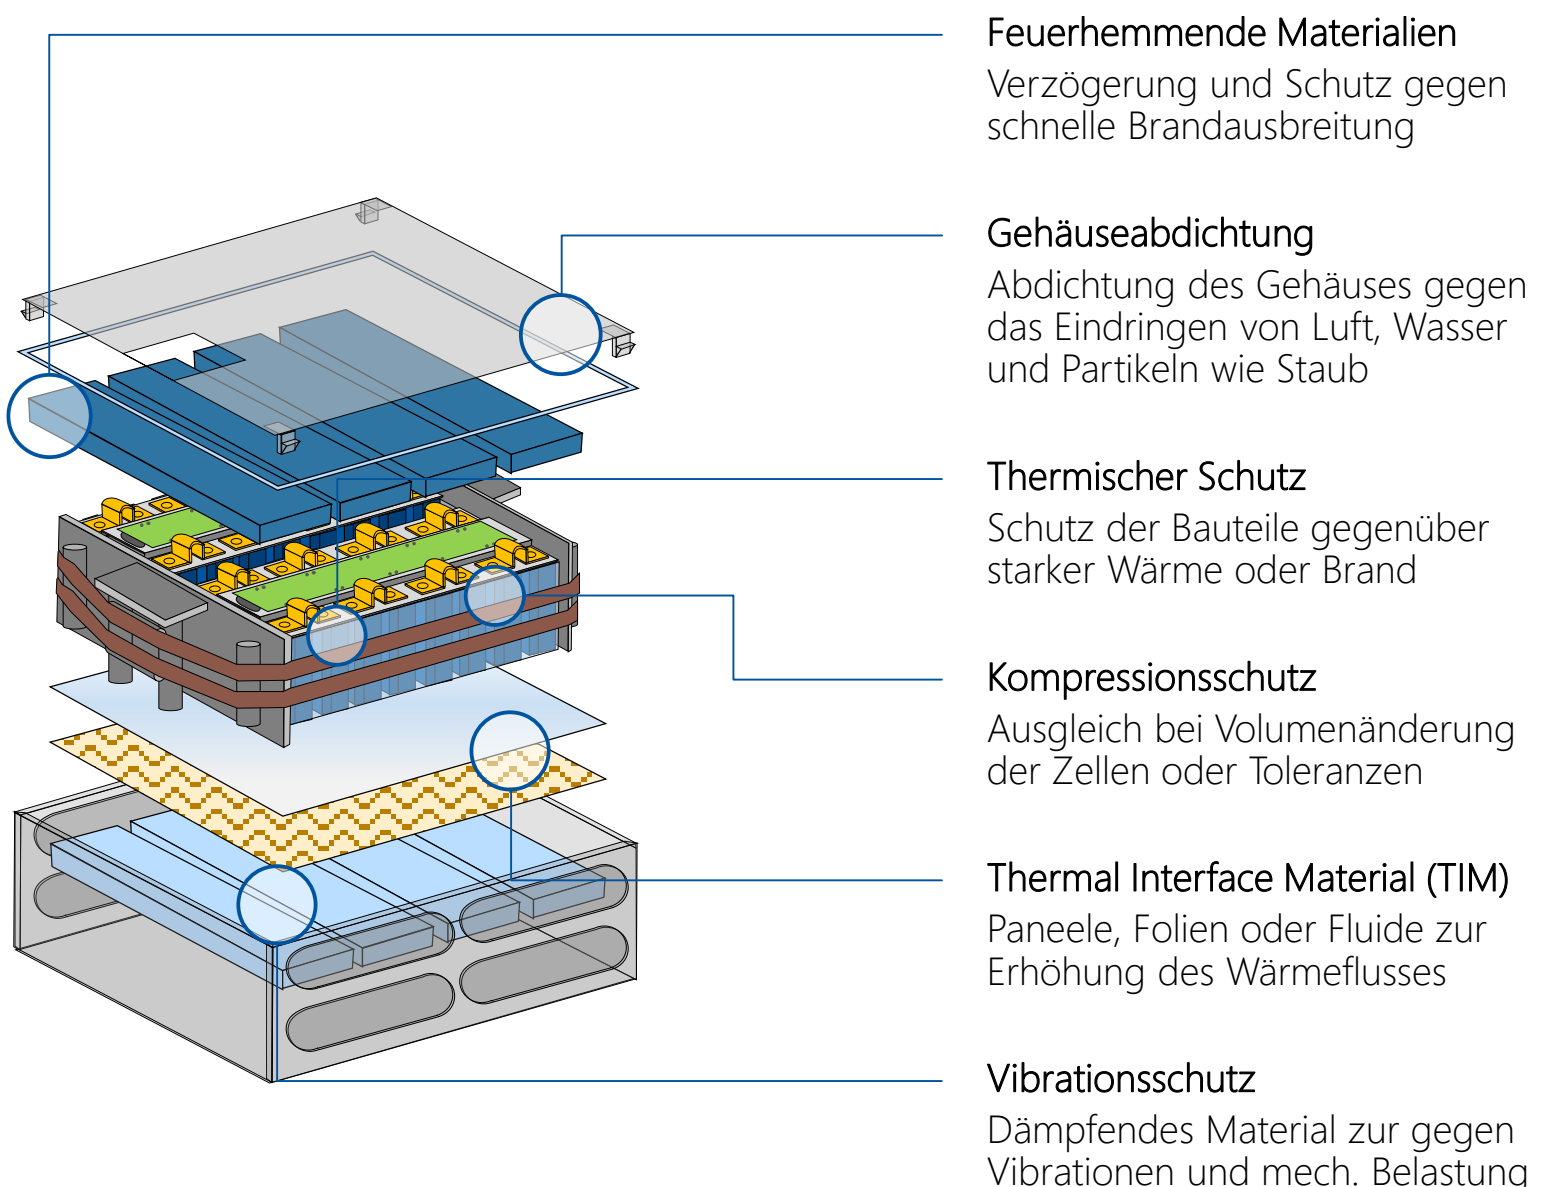 Feuerhemmende Materialien
Verzögerung und Schutz gegen
schnelle Brandausbreitung
Gehäuseabdichtung
Abdichtung des Gehäuses gegen
das Eindringen von Luft, Wasser
und Partikeln wie Staub
Thermischer Schutz
Schutz der Bauteile gegenüber
starker Wärme oder Brand
Kompressionsschutz
Ausgleich bei Volumenänderung
der Zellen oder Toleranzen
Thermal Interface Material (TIM)
Paneele, Folien oder Fluide zur
Erhöhung des Wärmeflusses
Vibrationsschutz
Dämpfendes Material zur gegen
Vibrationen und mech. Belastung